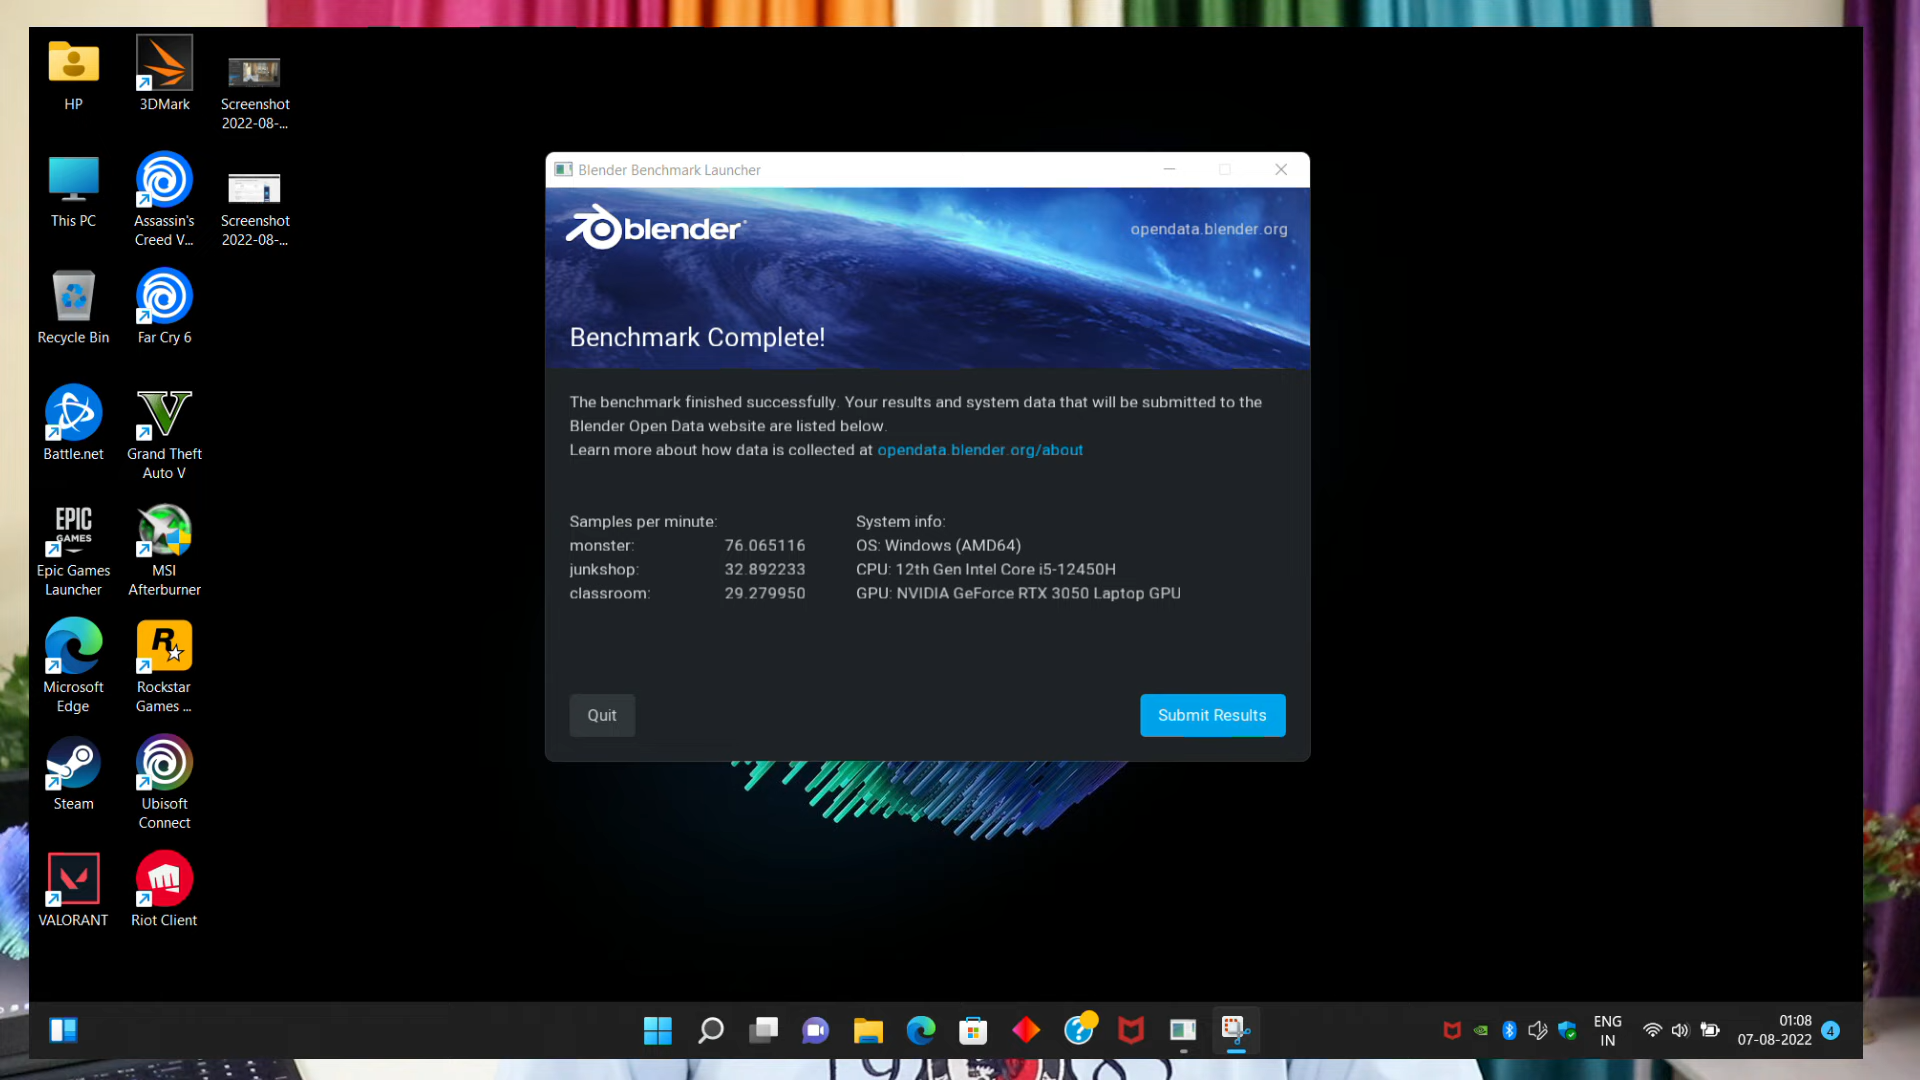 HP
3DMark
Screenshot
2022-08-...
This PC
Assassin's
Creed V...
Screenshot
2022-08-...
Recycle Bin
Far Cry 6
Battle.net
Grand Theft
Auto V
EPIC
GAMES
Epic Games
Launcher
MSI
Afterburner
Microsoft
Edge
Rockstar
Games ...
Steam
Ubisoft
Connect
VALORANT
Riot Client
Blender Benchmark Launcher
blender
opendata.blender.org
Benchmark Complete!
The benchmark finished successfully. Your results and system data that will be submitted to the
Blender Open Data website are listed below.
Learn more about how data is collected at opendata.blender.org/about
Samples per minute:
monster: 76.065116
junkshop: 32.892233
classroom: 29.279950
System info:
OS: Windows (AMD64)
CPU: 12th Gen Intel Core i5-12450H
GPU: NVIDIA GeForce RTX 3050 Laptop GPU
Quit
Submit Results
ENG
IN
01:08
07-08-2022
4